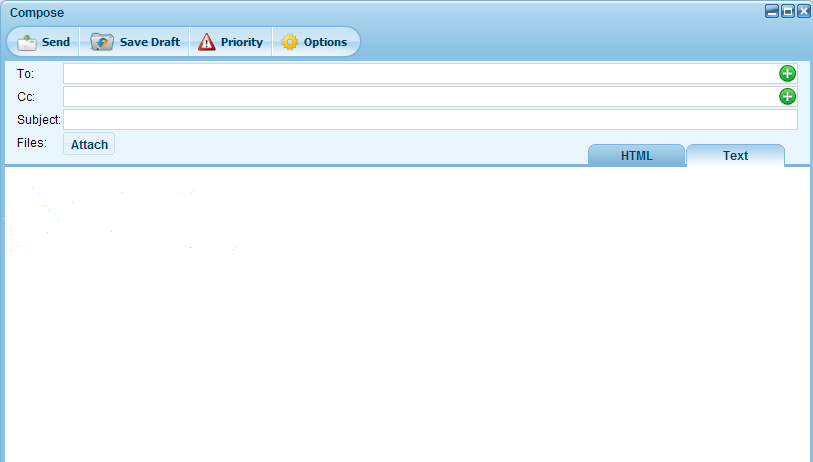 Compose
Send Save Draft Priority Options
To:
Cc:
Subject:
Files: Attach
HTML Text